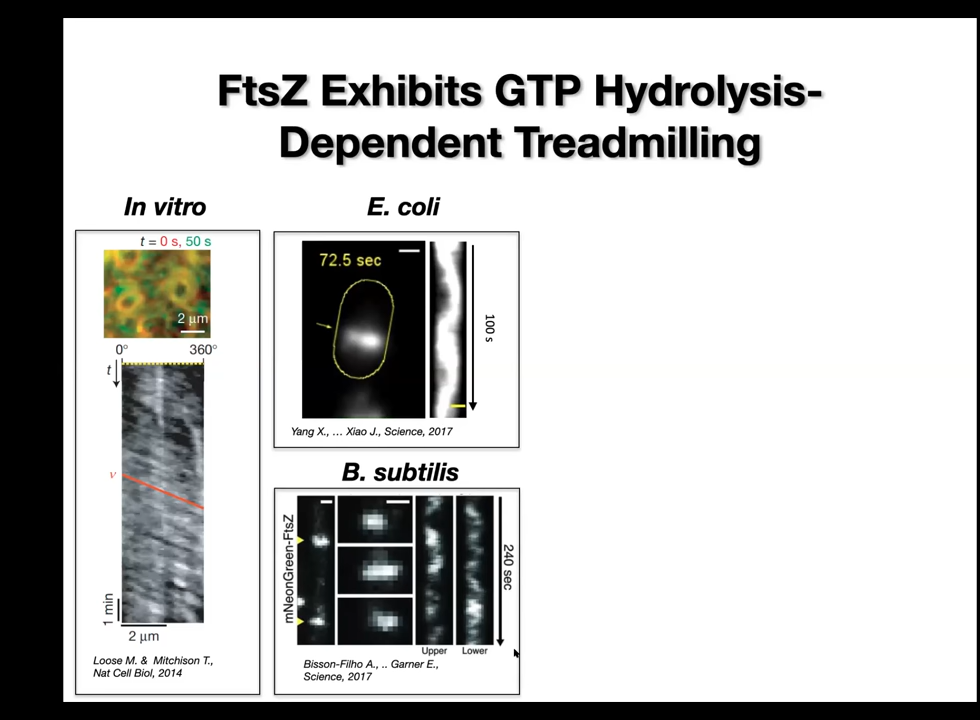 FtsZ Exhibits GTP Hydrolysis-
Dependent Treadmilling
In vitro
t = 0 s, 50 s
2 μm
0° 360°
t
v
1 min
2 μm
Loose M. & Mitchison T.,
Nat Cell Biol, 2014
E. coli
72.5 sec
100 s
Yang X., ... Xiao J., Science, 2017
B. subtilis
mNeonGreen-FtsZ
240 sec
Upper Lower
Bisson-Filho A., .. Garner E.,
Science, 2017